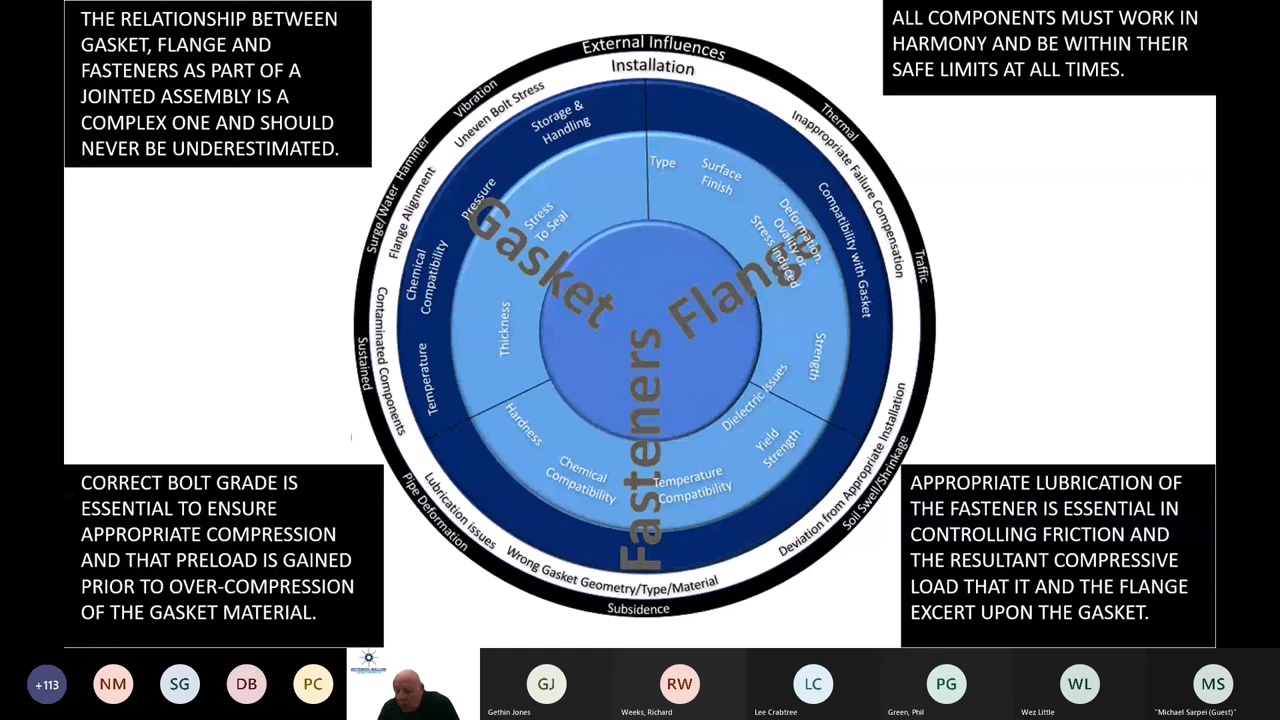 THE RELATIONSHIP BETWEEN
GASKET, FLANGE AND
FASTENERS AS PART OF A
JOINTED ASSEMBLY IS A
COMPLEX ONE AND SHOULD
NEVER BE UNDERESTIMATED.
ALL COMPONENTS MUST WORK IN
HARMONY AND BE WITHIN THEIR
SAFE LIMITS AT ALL TIMES.
External Influences
Installation
Vibration
Uneven Bolt Stress
Storage &
Handling
Thermal
Inappropriate Failure Compensation
Type
Surface
Finish
Surge/Water Hammer
Flange Alignment
Pressure
Stress
To Seal
Deformation.
Ovality or
Stress Induced
Compatibility with Gasket
Traffic
Gasket
Flange
Fasteners
Chemical
Compatibility
Thickness
Contaminated Components
Sustained
Temperature
Strength
Hardness
Dielectric issues
Yield
Strength
Chemical
Compatibility
Temperature
Compatibility
Deviation from Appropriate Installation
Soil Swell/Shrinkage
Pipe Deformation
Lubrication issues
Wrong Gasket Geometry/Type/Material
Subsidence
CORRECT BOLT GRADE IS
ESSENTIAL TO ENSURE
APPROPRIATE COMPRESSION
AND THAT PRELOAD IS GAINED
PRIOR TO OVER-COMPRESSION
OF THE GASKET MATERIAL.
APPROPRIATE LUBRICATION OF
THE FASTENER IS ESSENTIAL IN
CONTROLLING FRICTION AND
THE RESULTANT COMPRESSIVE
LOAD THAT IT AND THE FLANGE
EXCERT UPON THE GASKET.
+113
NM
SG
DB
PC
GJ
RW
LC
PG
WL
MS
Gethin Jones
Weeks, Richard
Lee Crabtree
Green, Phil
Wez Little
"Michael Sarpei (Guest)"